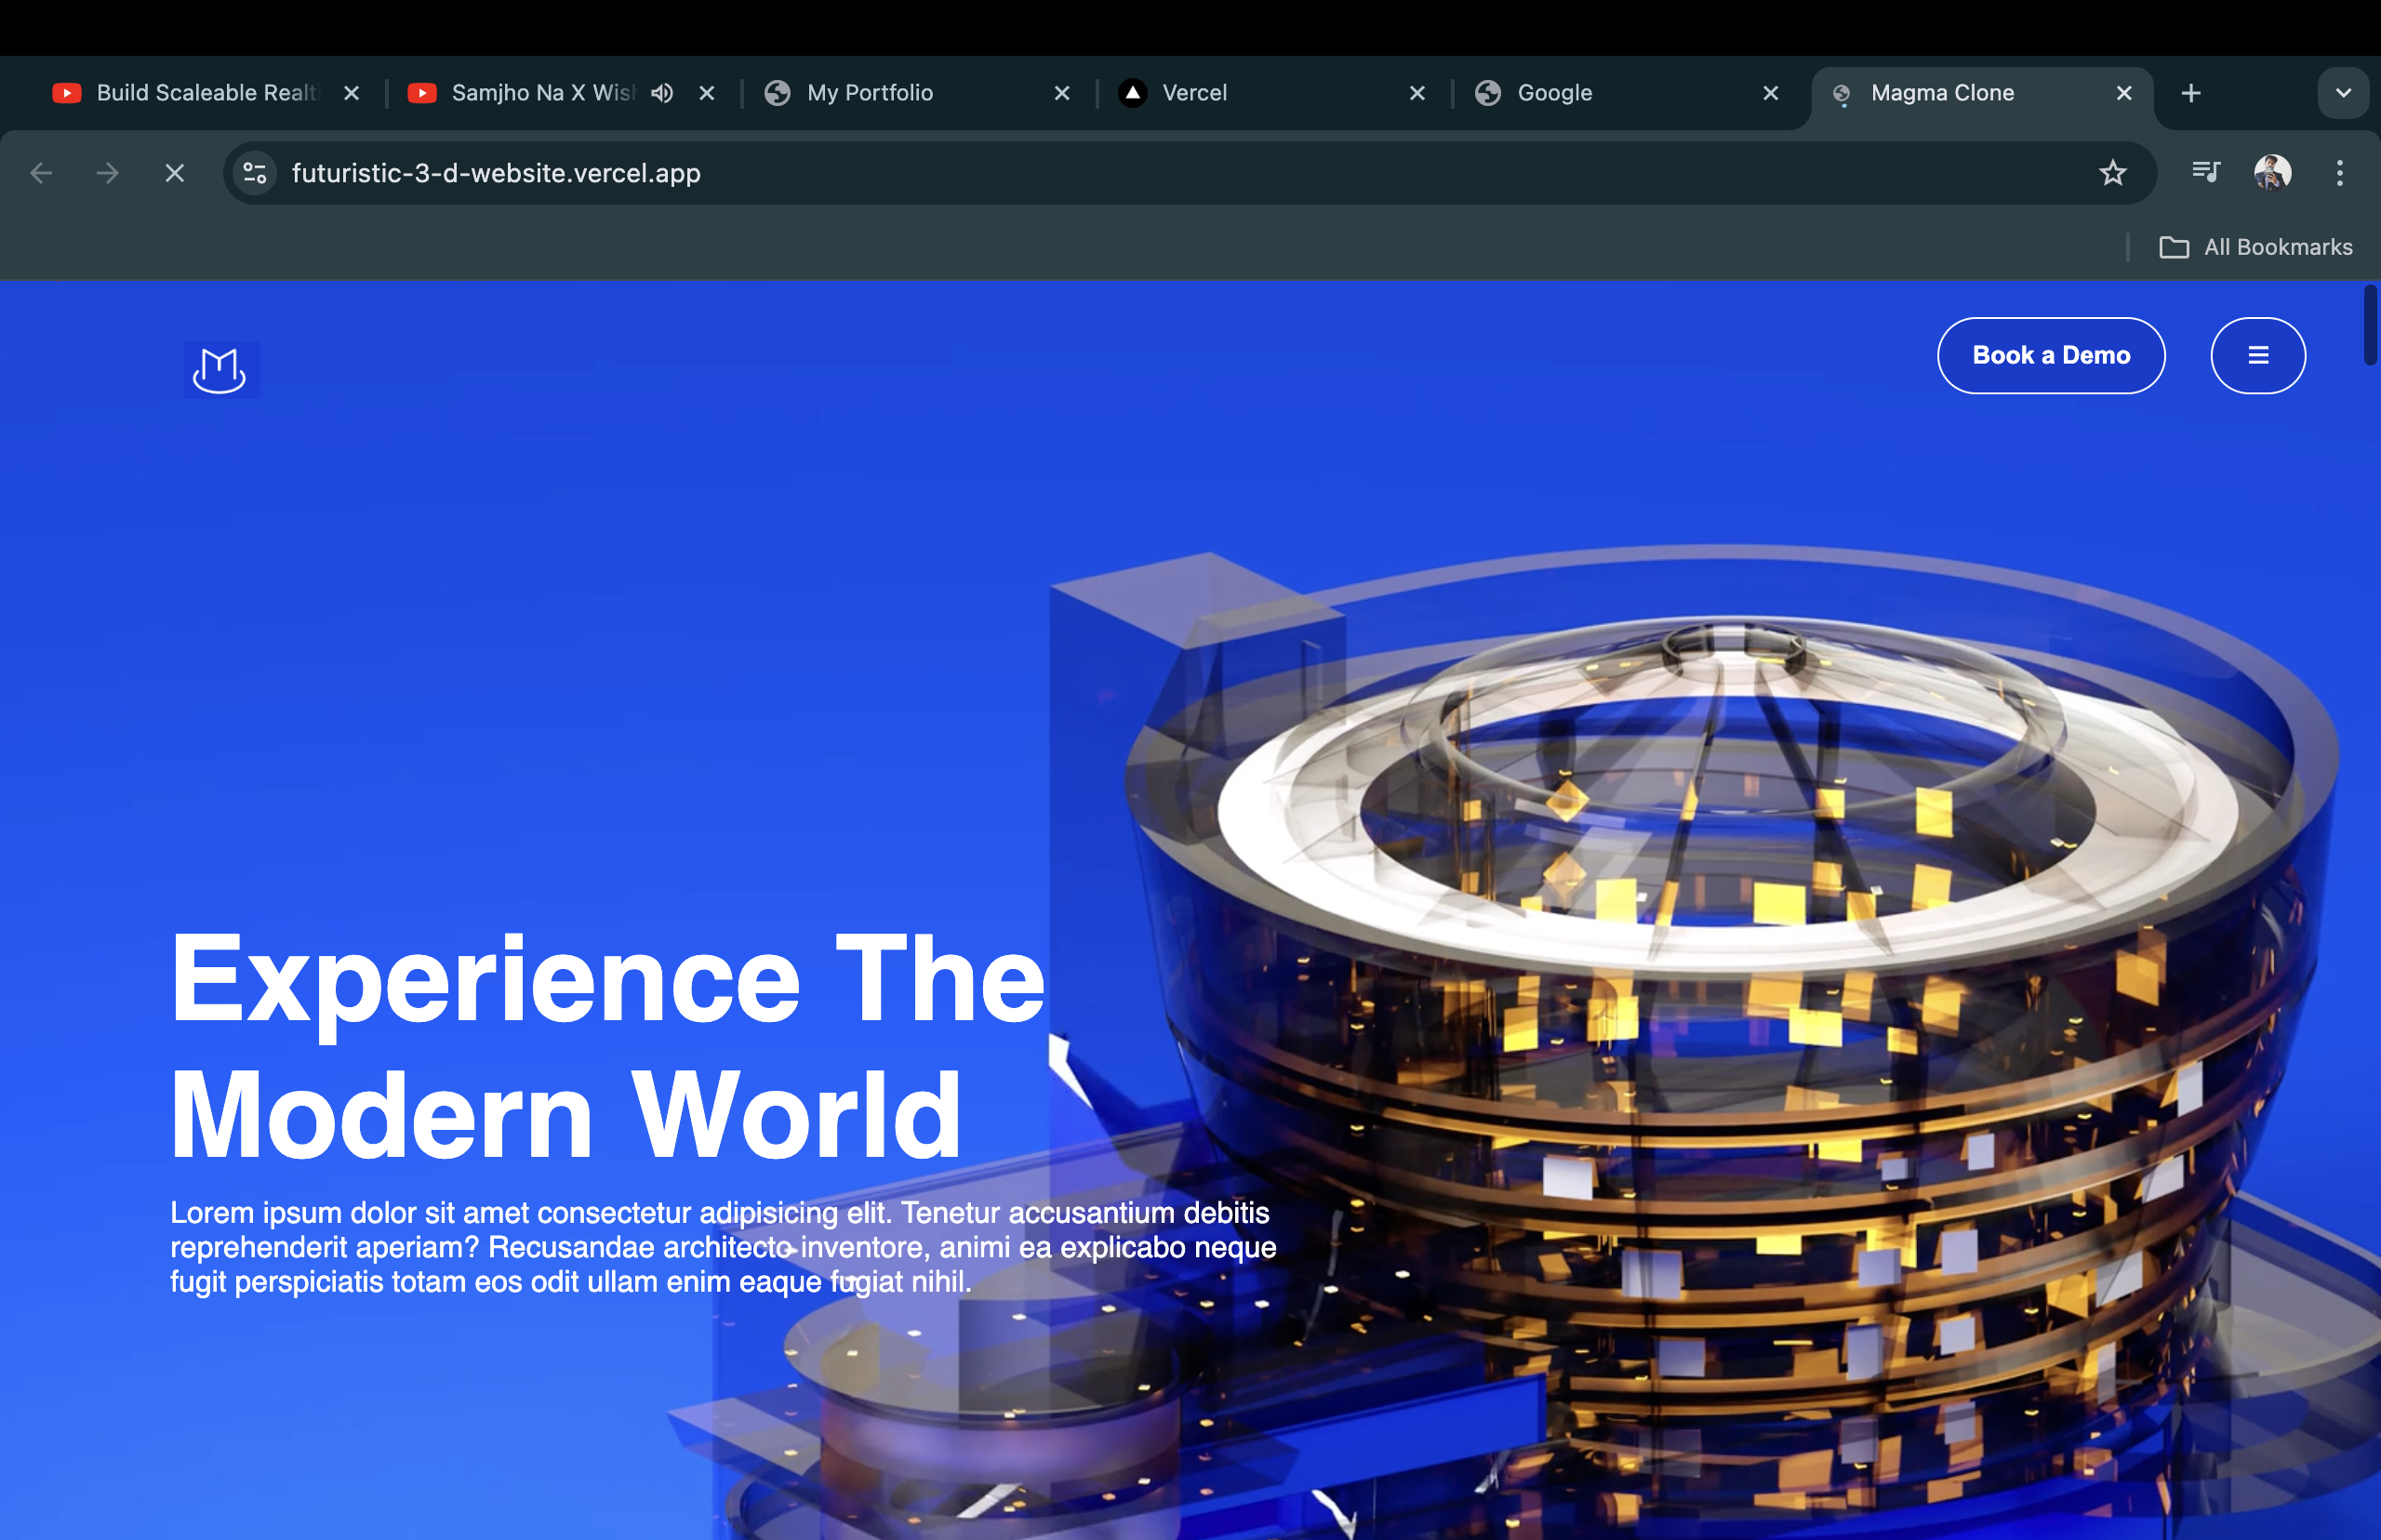 Build Scaleable Realt
Samjho Na X Wish
My Portfolio
Vercel
Google
Magma Clone
futuristic-3-d-website.vercel.app
All Bookmarks
Book a Demo
Experience The
Modern World
Lorem ipsum dolor sit amet consectetur adipisicing elit. Tenetur accusantium debitis
reprehenderit aperiam? Recusandae architecto inventore, animi ea explicabo neque
fugit perspiciatis totam eos odit ullam enim eaque fugiat nihil.